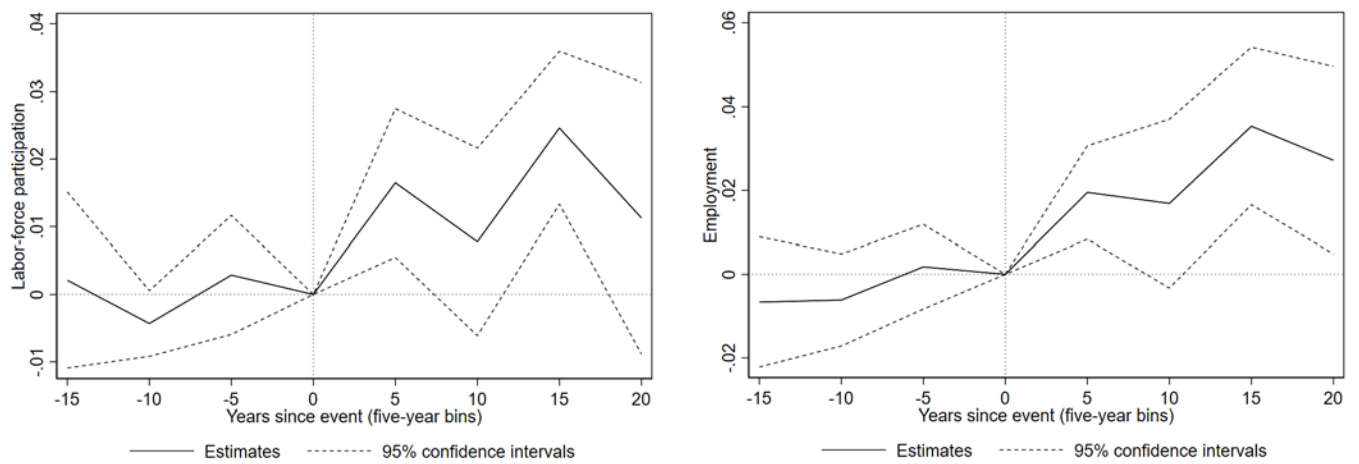 Labor-force participation
.04
.03
.02
.01
0
-.01
-15 -10 -5 0 5 10 15 20
Years since event (five-year bins)
Estimates 95% confidence intervals
Employment
.06
.04
.02
0
-.02
-15 -10 -5 0 5 10 15 20
Years since event (five-year bins)
Estimates 95% confidence intervals